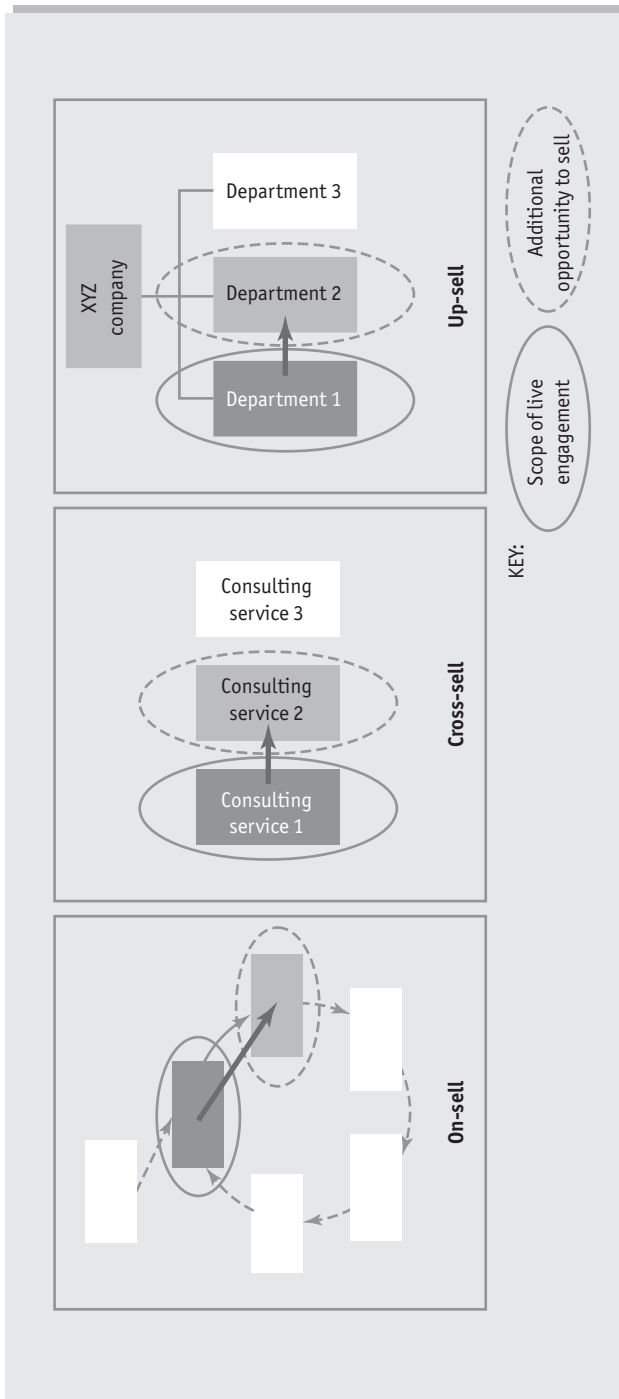 On-sell
Consulting
service 1
Consulting
service 2
Consulting
service 3
Cross-sell
XYZ
company
Department 1
Department 2
Department 3
Up-sell
KEY:
Scope of live
engagement
Additional
opportunity to sell